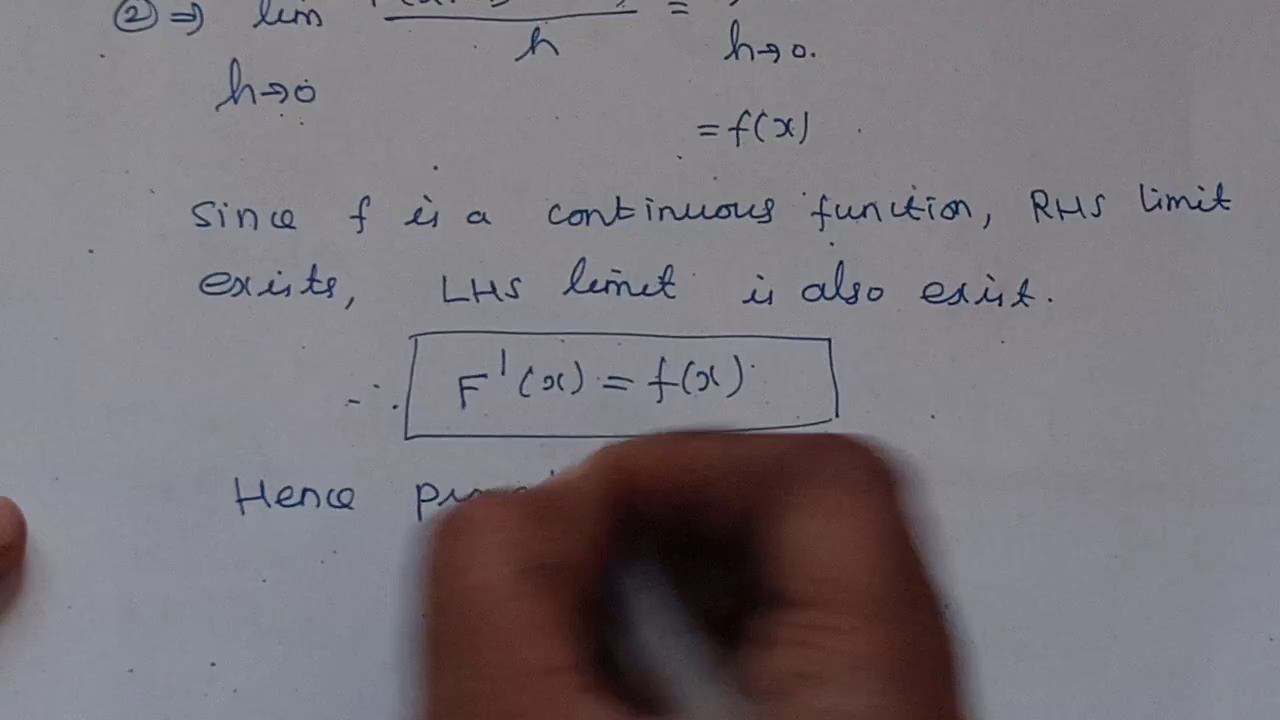 ② ⇒ lim = 
h
h→0 h→0.
= f(x)
Since f is a continuous function, RHS limit
exists, LHS limit is also exist.
∴ F'(x) = f(x)
Hence